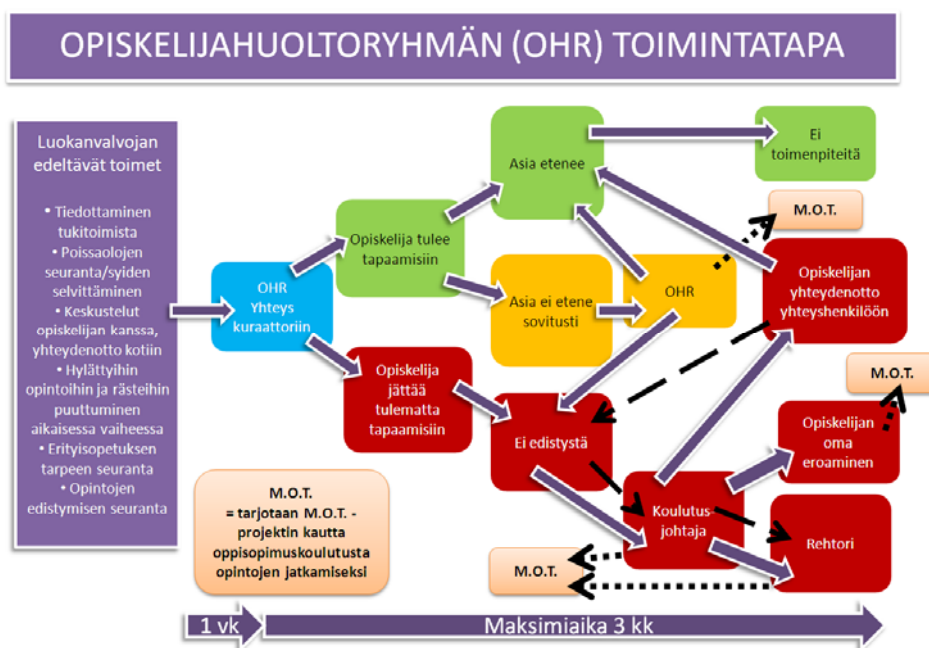 OPISKELIJAHUOLTORYHMÄN (OHR) TOIMINTATAPA
Luokanvalvojan
edeltävät toimet
• Tiedottaminen
tukitoimista
• Poissaolojen
seuranta/syiden
selvittäminen
• Keskustelut
opiskelijan kanssa,
yhteydenotto kotiin
• Hylättyihin
opintoihin ja rästeihin
puuttuminen
aikaisessa vaiheessa
• Erityisopetuksen
tarpeen seuranta
• Opintojen
edistymisen seuranta
OHR
Yhteys
kuraattoriin
Opiskelija tulee
tapaamisiin
Opiskelija
jättää
tulematta
tapaamisiin
Asia etenee
Asia ei etene
sovitusti
Ei edistystä
OHR
Ei
toimenpiteitä
M.O.T.
Opiskelijan
yhteydenotto
yhteyshenkilöön
M.O.T.
Opiskelijan
oma
eroaminen
Koulutus-
johtaja
Rehtori
M.O.T.
M.O.T.
= tarjotaan M.O.T. -
projektin kautta
oppisopimuskoulutusta
opintojen jatkamiseksi
1 vk
Maksimiaika 3 kk